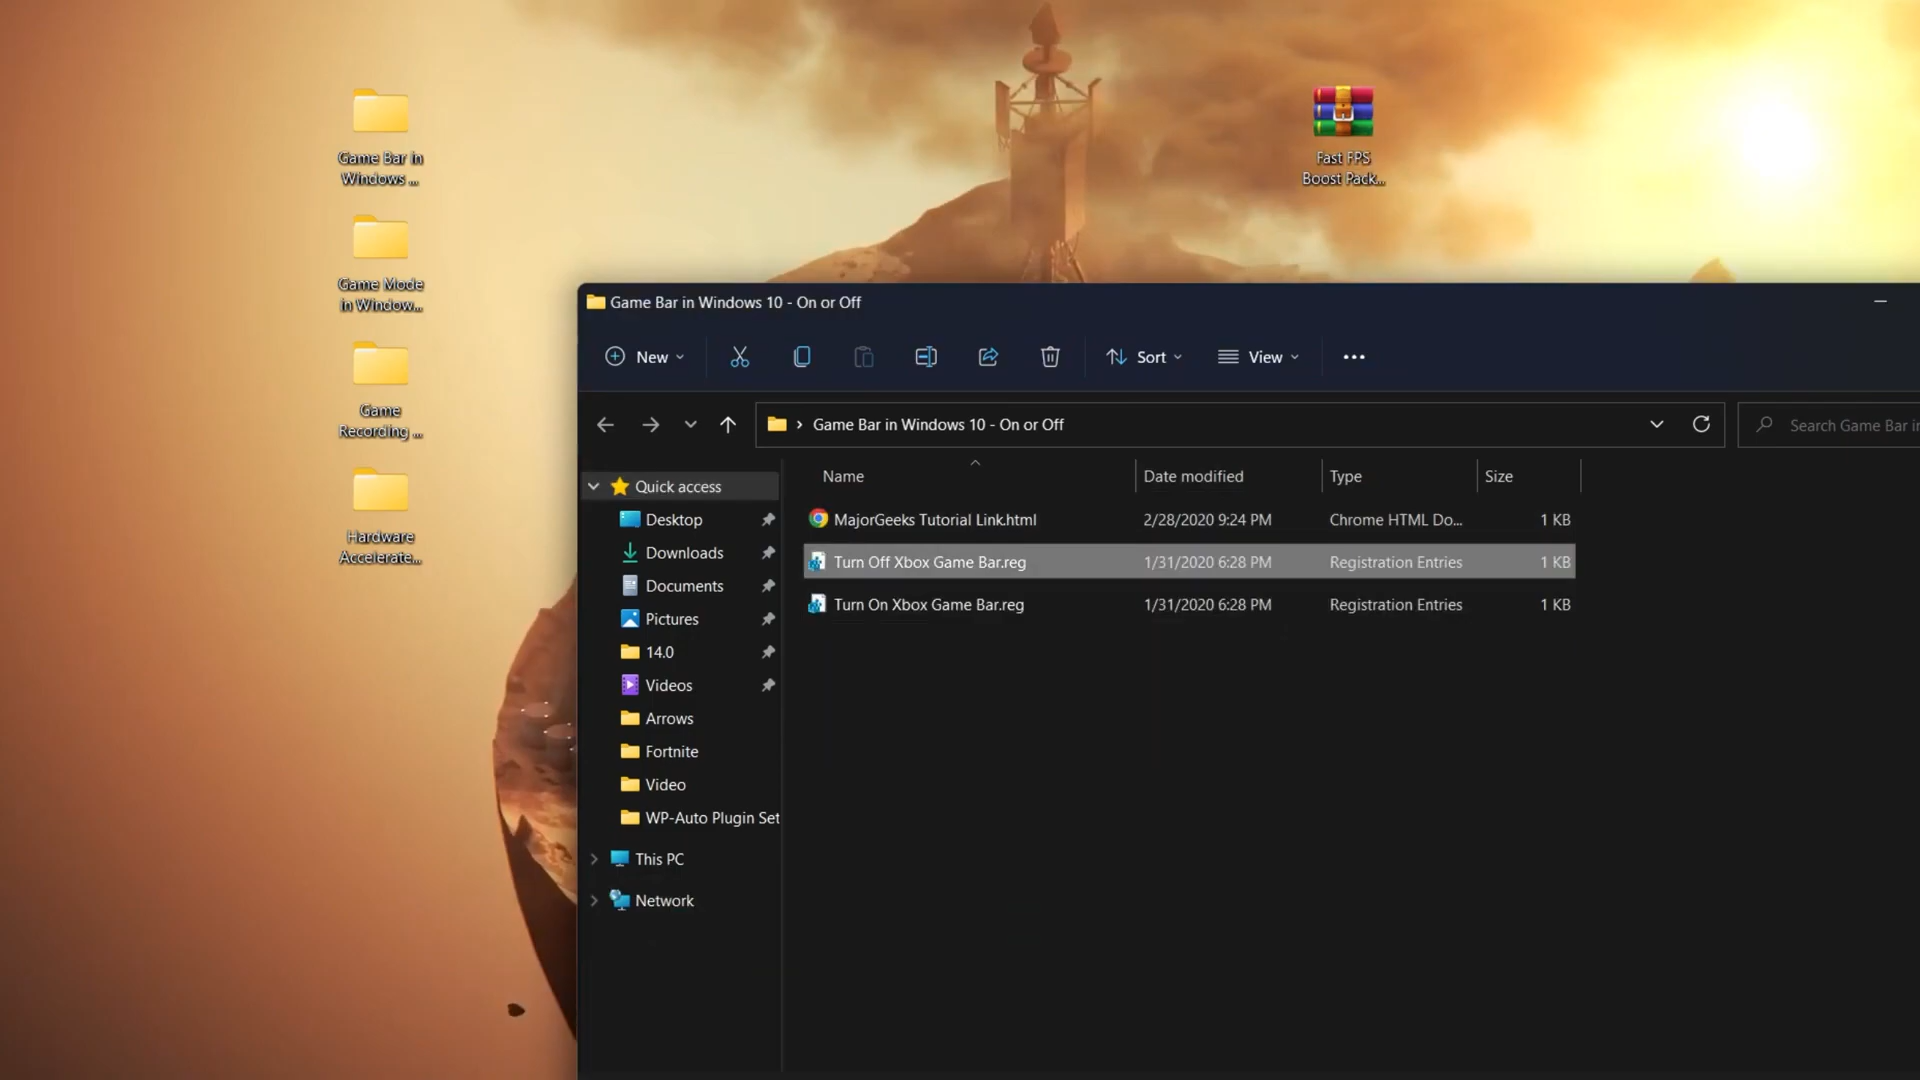 Game Bar in
Windows ...
Game Mode
in Window...
Game
Recording ...
Hardware
Accelerate...
Fast FPS
Boost Pack...
Game Bar in Windows 10 - On or Off
New
Sort
View
Game Bar in Windows 10 - On or Off
Search Game Bar in
Name
Date modified
Type
Size
Quick access
Desktop
Downloads
Documents
Pictures
14.0
Videos
Arrows
Fortnite
Video
WP-Auto Plugin Set
This PC
Network
MajorGeeks Tutorial Link.html 2/28/2020 9:24 PM Chrome HTML Do... 1 KB
Turn Off Xbox Game Bar.reg 1/31/2020 6:28 PM Registration Entries 1 KB
Turn On Xbox Game Bar.reg 1/31/2020 6:28 PM Registration Entries 1 KB